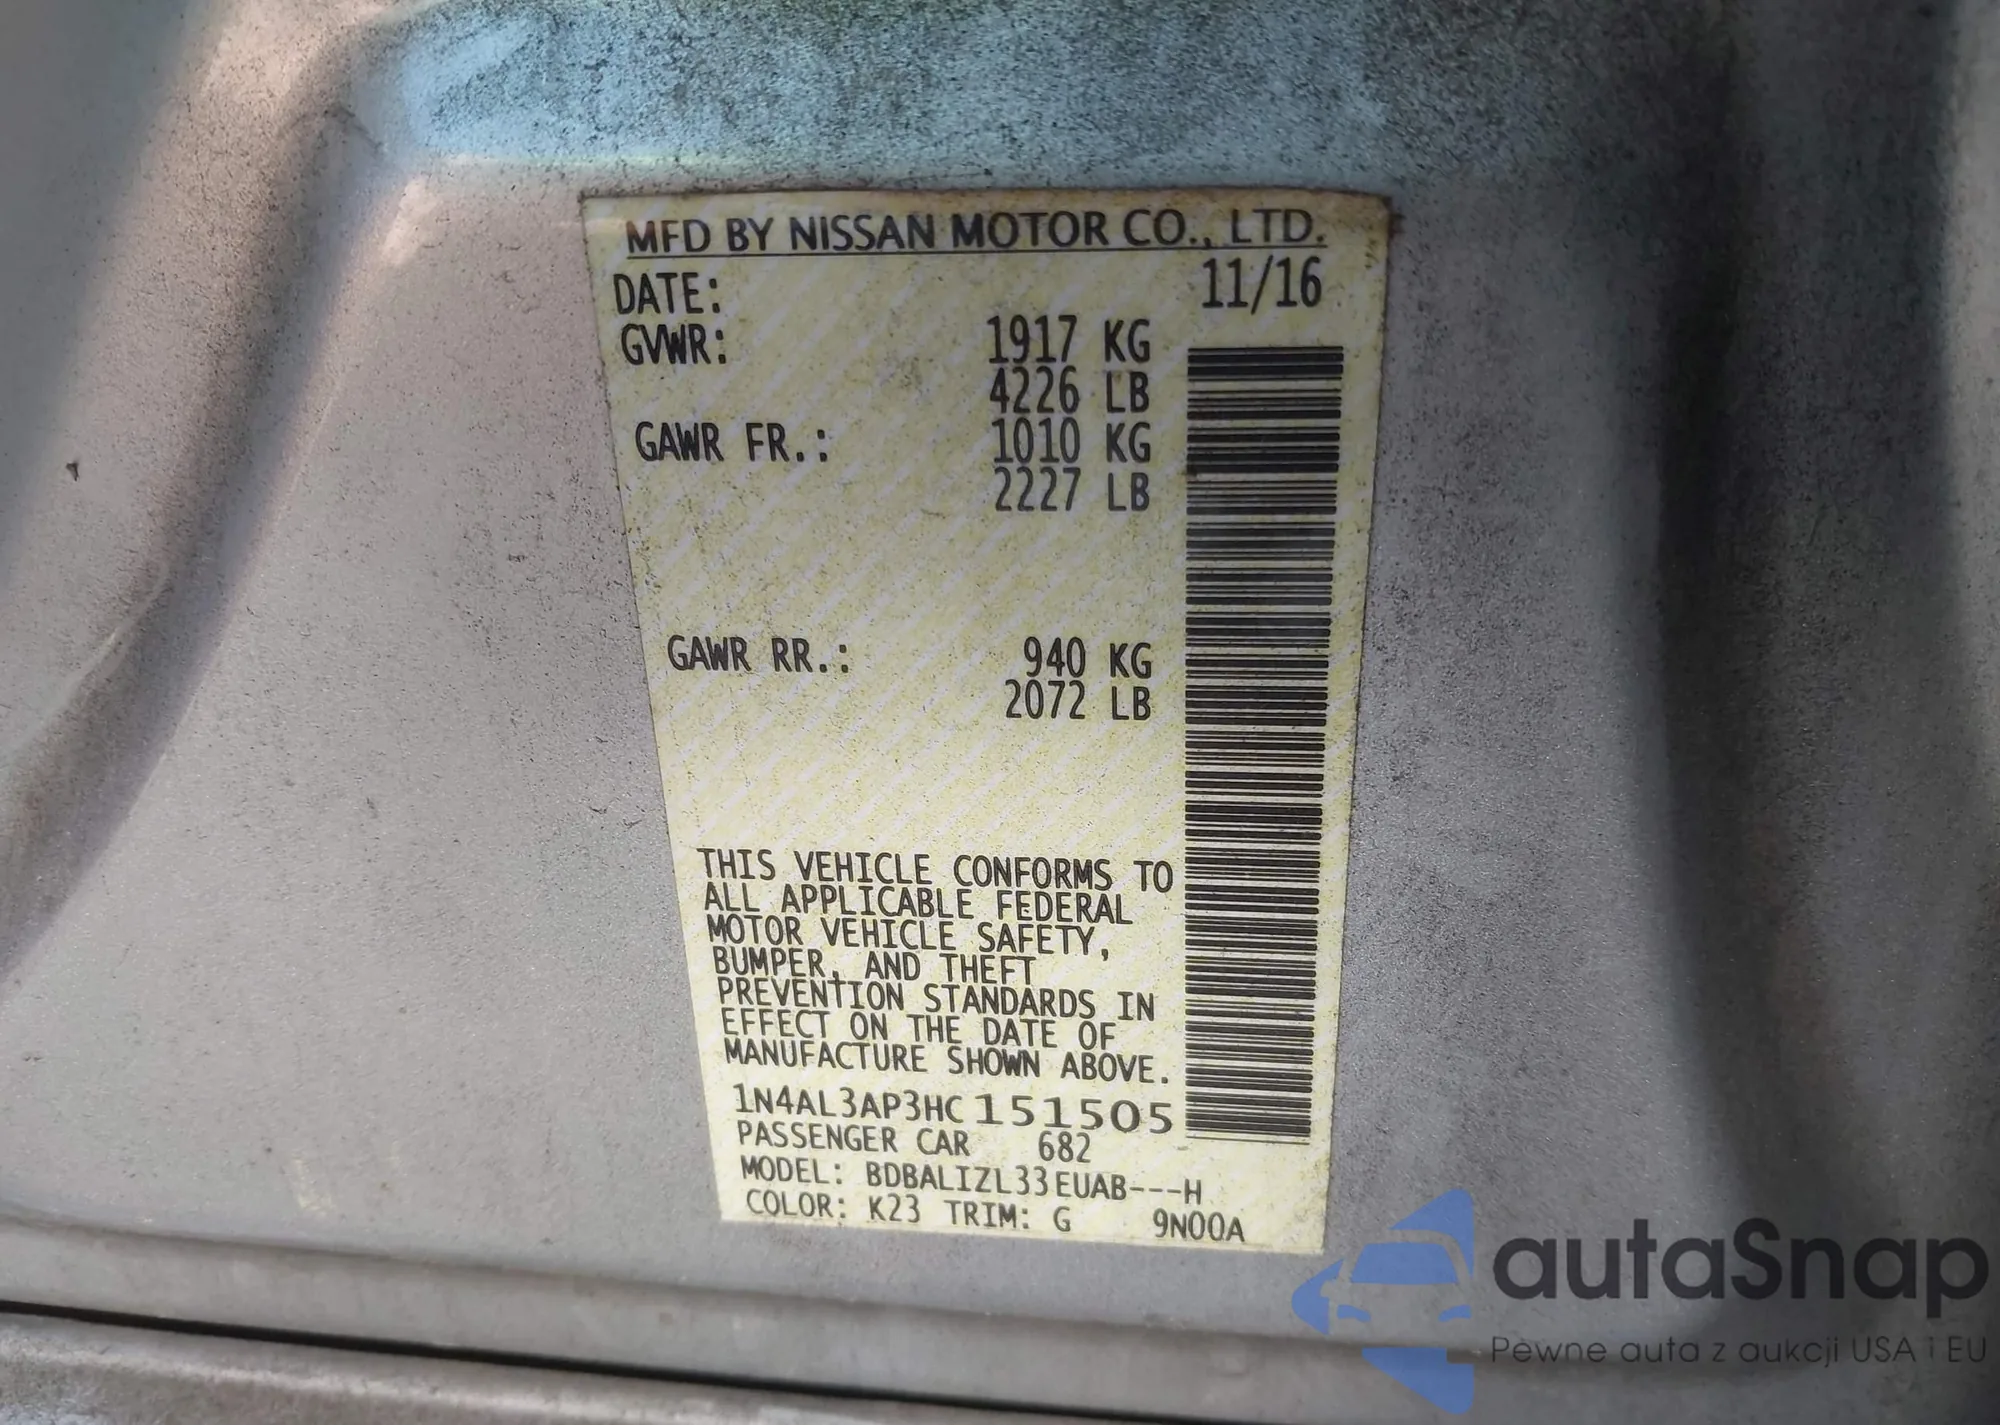 MFD BY NISSAN MOTOR CO., LTD.
DATE: 11/16
GVWR: 1917 KG
4226 LB
GAWR FR.: 1010 KG
2227 LB
GAWR RR.: 940 KG
2072 LB
THIS VEHICLE CONFORMS TO
ALL APPLICABLE FEDERAL
MOTOR VEHICLE SAFETY,
BUMPER, AND THEFT
PREVENTION STANDARDS IN
EFFECT ON THE DATE OF
MANUFACTURE SHOWN ABOVE.
1N4AL3AP3HC151505
PASSENGER CAR 682
MODEL: BDBALIZL33EUAB---H
COLOR: K23 TRIM: G 9N00A
autaSnap
Pewne auta z aukcji USA i EU